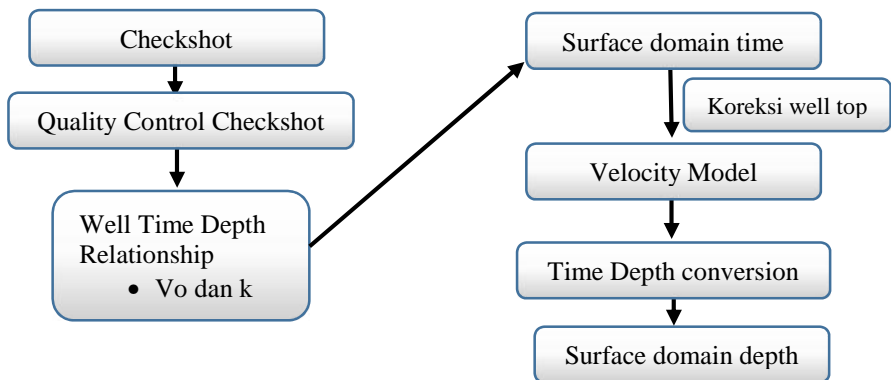 Checkshot
Quality Control Checkshot
Well Time Depth
Relationship
• Vo dan k
Surface domain time
Koreksi well top
Velocity Model
Time Depth conversion
Surface domain depth